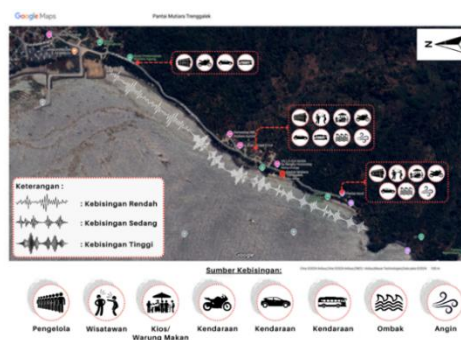 Google Maps
Pantai Mutiara Trenggalek
N
Keterangan :
: Kebisingan Rendah
: Kebisingan Sedang
: Kebisingan Tinggi
Sumber Kebisingan:
Pengelola
Wisatawan
Kios/
Warung Makan
Kendaraan
Kendaraan
Kendaraan
Ombak
Angin